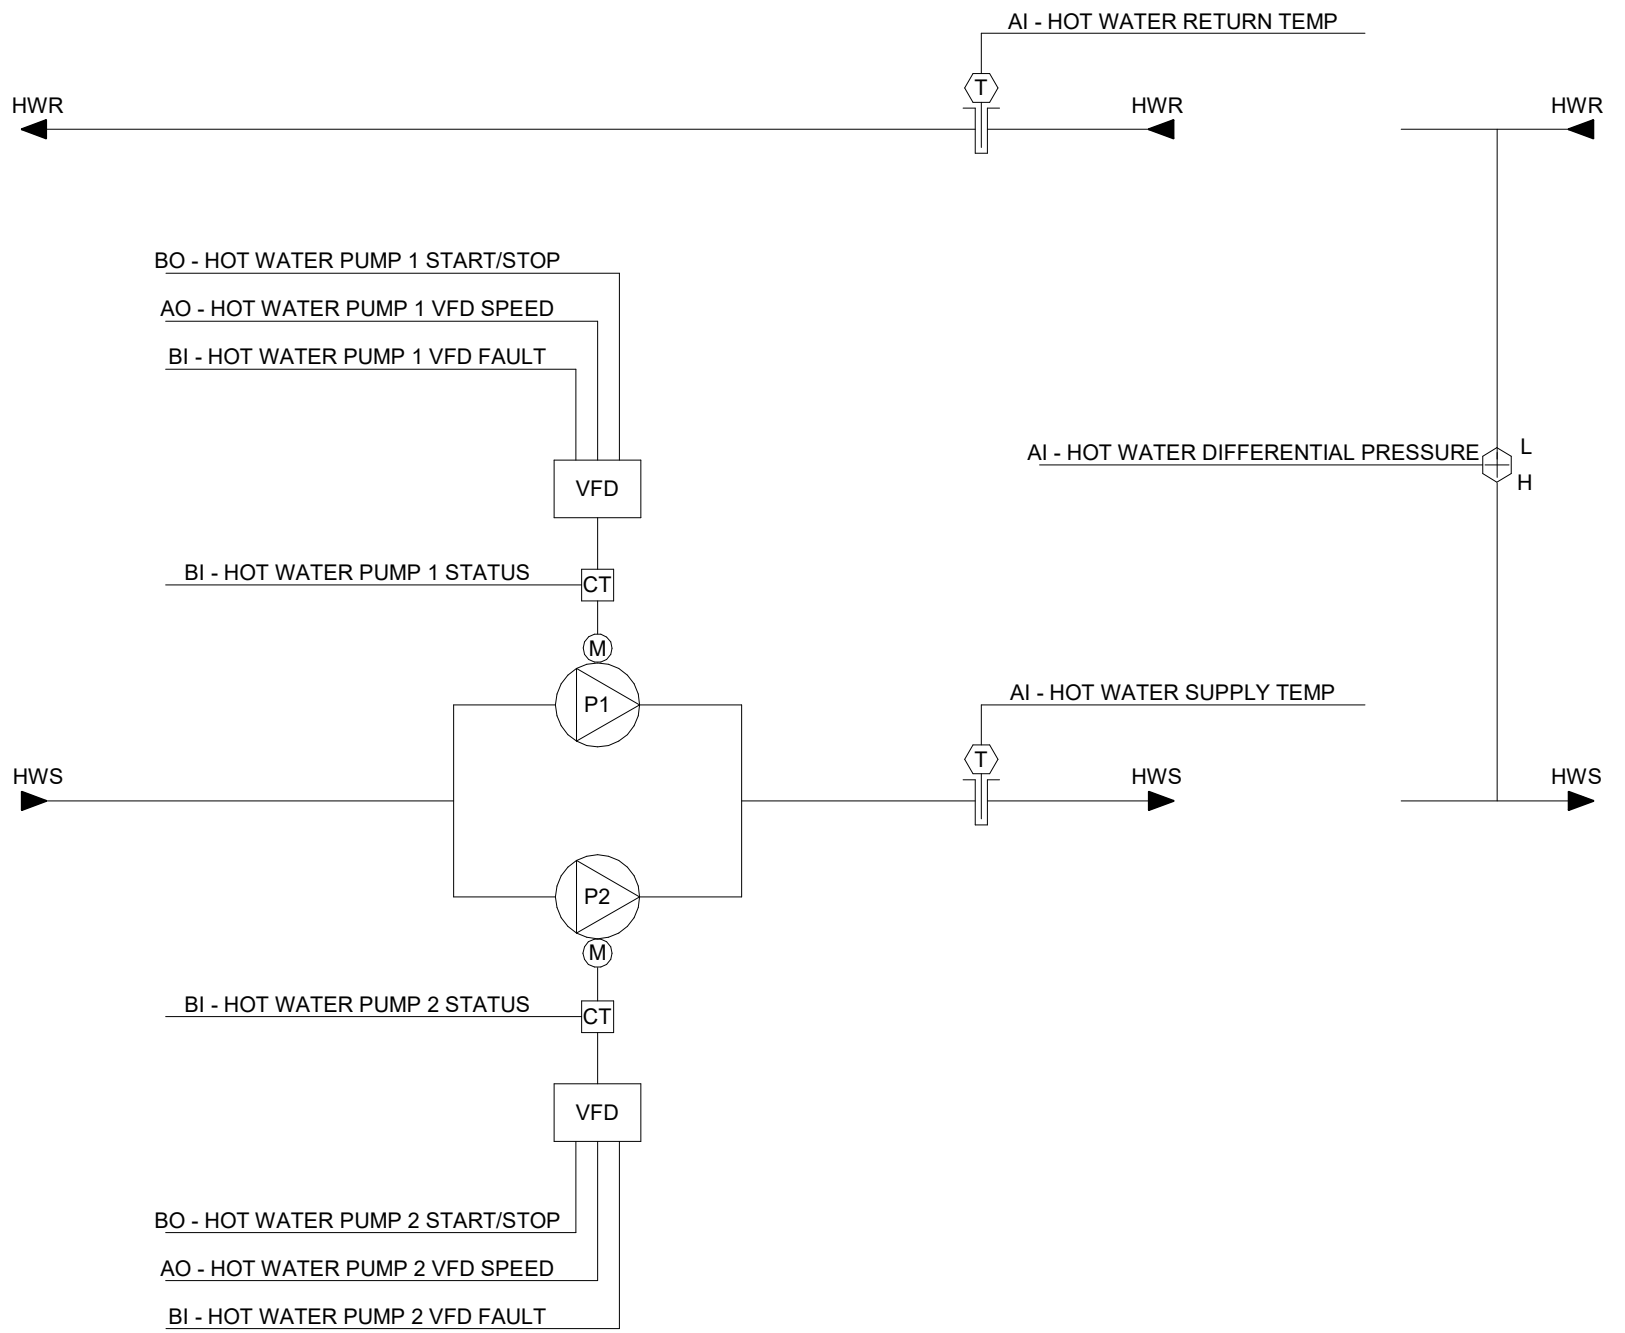 AI - HOT WATER RETURN TEMP
T
HWR
HWR
HWR
BO - HOT WATER PUMP 1 START/STOP
AO - HOT WATER PUMP 1 VFD SPEED
BI - HOT WATER PUMP 1 VFD FAULT
AI - HOT WATER DIFFERENTIAL PRESSURE
L
H
VFD
BI - HOT WATER PUMP 1 STATUS
CT
M
P1
AI - HOT WATER SUPPLY TEMP
T
HWS
HWS
HWS
P2
M
BI - HOT WATER PUMP 2 STATUS
CT
VFD
BO - HOT WATER PUMP 2 START/STOP
AO - HOT WATER PUMP 2 VFD SPEED
BI - HOT WATER PUMP 2 VFD FAULT